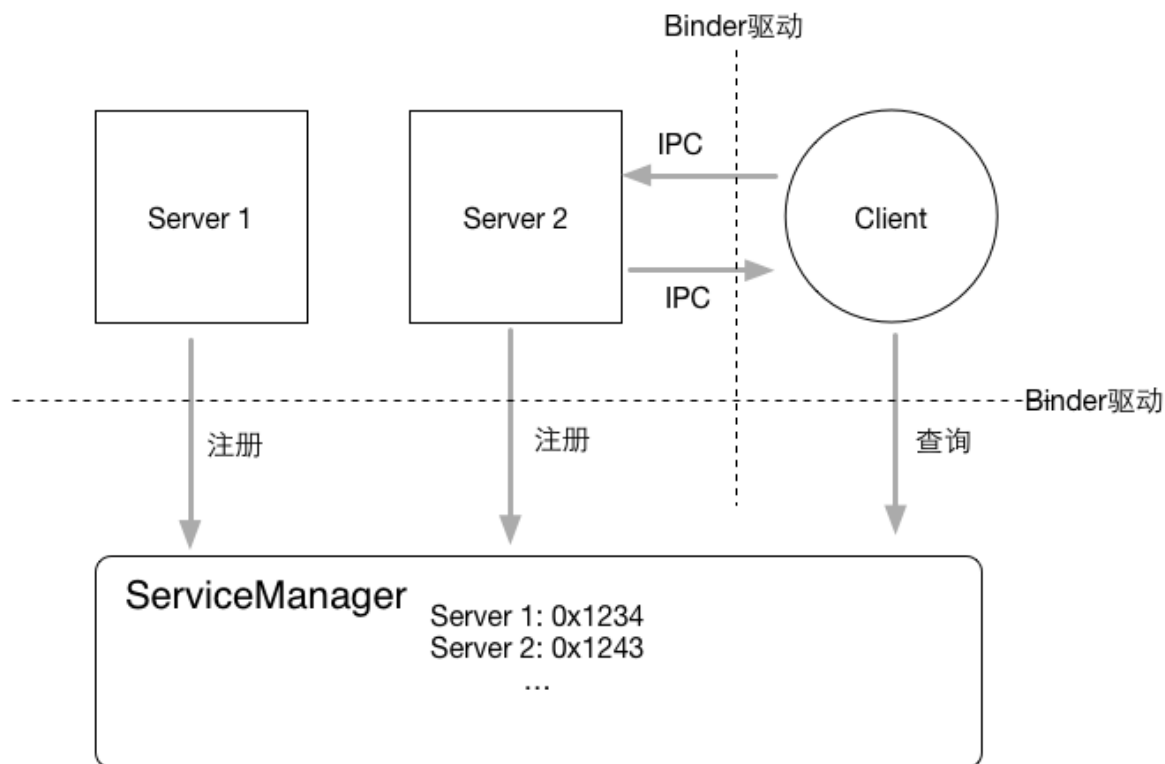 Binder驱动
IPC
Server 1
Server 2
Client
IPC
Binder驱动
注册
注册
查询
ServiceManager
Server 1: 0x1234
Server 2: 0x1243
...